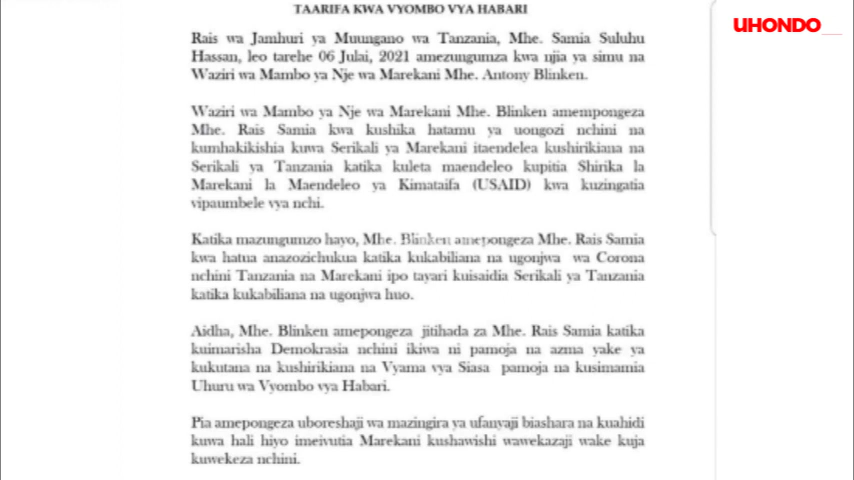 TAARIFA KWA VYOMBO VYA HABARI
UHONDO
Rais wa Jamhuri ya Muungano wa Tanzania, Mhe. Samia Suluhu
Hassan, leo tarehe 06 Julai, 2021 amezungumza kwa njia ya simu na
Waziri wa Mambo ya Nje wa Marekani Mhe. Antony Blinken.
Waziri wa Mambo ya Nje wa Marekani Mhe. Blinken amempongeza
Mhe. Rais Samia kwa kushika hatamu ya uongozi nchini na
kumhakikishia kuwa Serikali ya Marekani itaendelea kushirikiana na
Serikali ya Tanzania katika kuleta maendeleo kupitia Shirika la
Marekani la Maendeleo ya Kimataifa (USAID) kwa kuzingatia
vipaumbele vya nchi.
Katika mazungumzo hayo, Mhe. Blinken amepongeza Mhe. Rais Samia
kwa hatua anazozichukua katika kukabiliana na ugonjwa wa Corona
nchini Tanzania na Marekani ipo tayari kuisaidia Serikali ya Tanzania
katika kukabiliana na ugonjwa huo.
Aidha, Mhe. Blinken amepongeza jitihada za Mhe. Rais Samia katika
kuimarisha Demokrasia nchini ikiwa ni pamoja na azma yake ya
kukutana na kushirikiana na Vyama vya Siasa pamoja na kusimamia
Uhuru wa Vyombo vya Habari.
Pia amepongeza uboreshaji wa mazingira ya ufanyaji biashara na kuahidi
kuwa hali hiyo imeivutia Marekani kushawishi wawekazaji wake kuja
kuwekeza nchini.